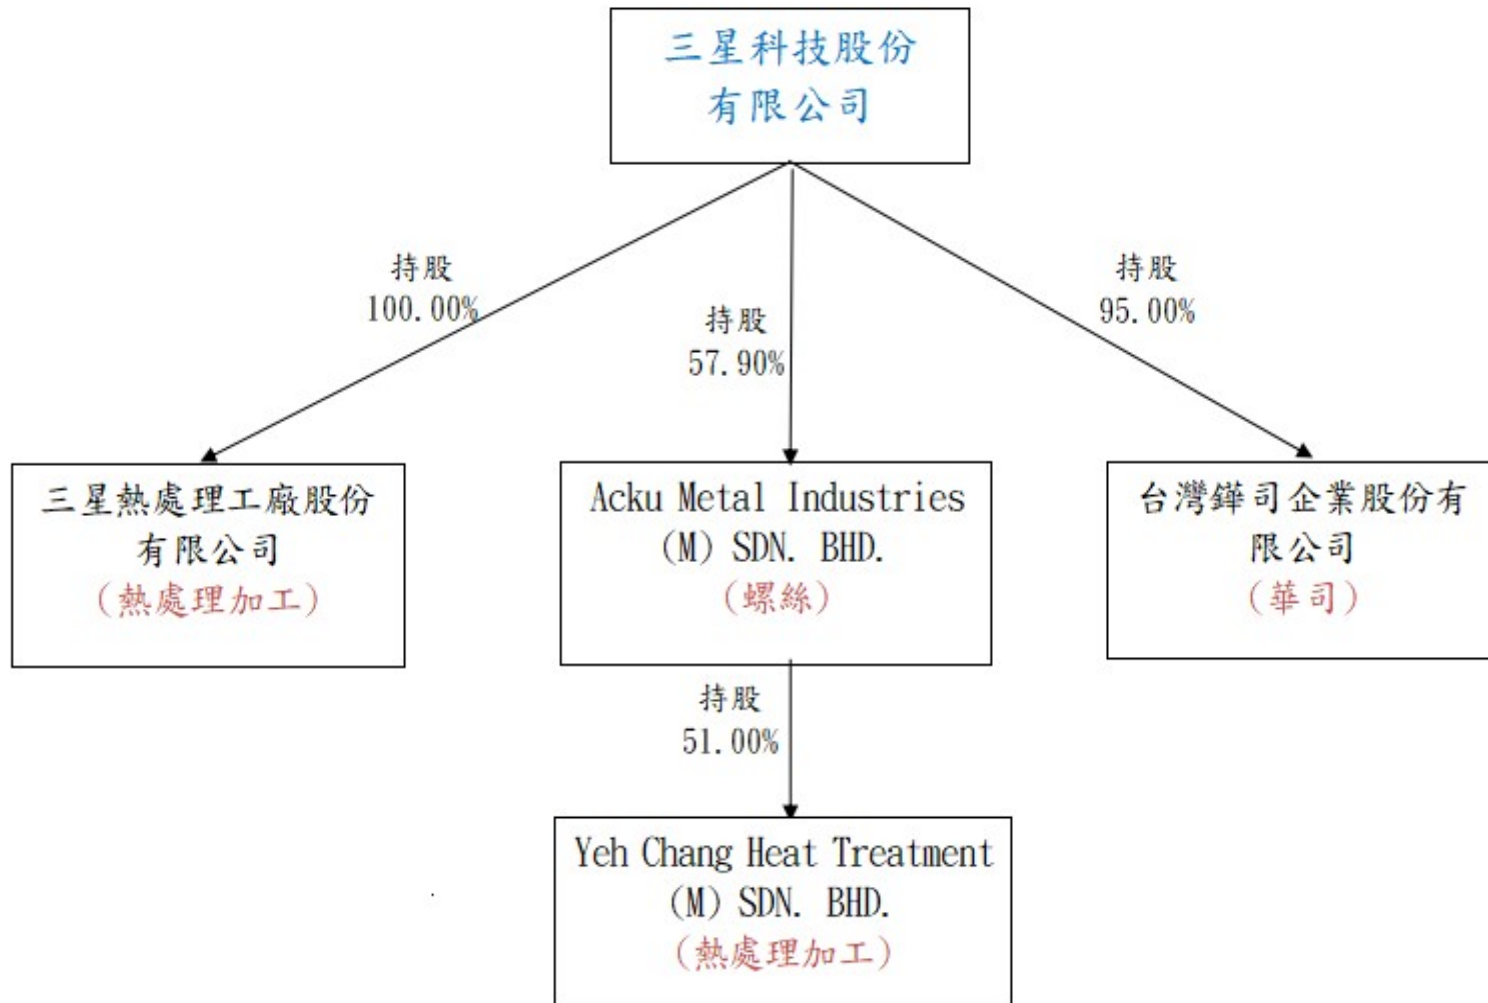 三星科技股份
有限公司
持股
100.00%
持股
57.90%
持股
95.00%
三星熱處理工廠股份
有限公司
(熱處理加工)
Acku Metal Industries
(M) SDN. BHD.
(螺絲)
台灣鏵司企業股份有
限公司
(華司)
持股
51.00%
Yeh Chang Heat Treatment
(M) SDN. BHD.
(熱處理加工)